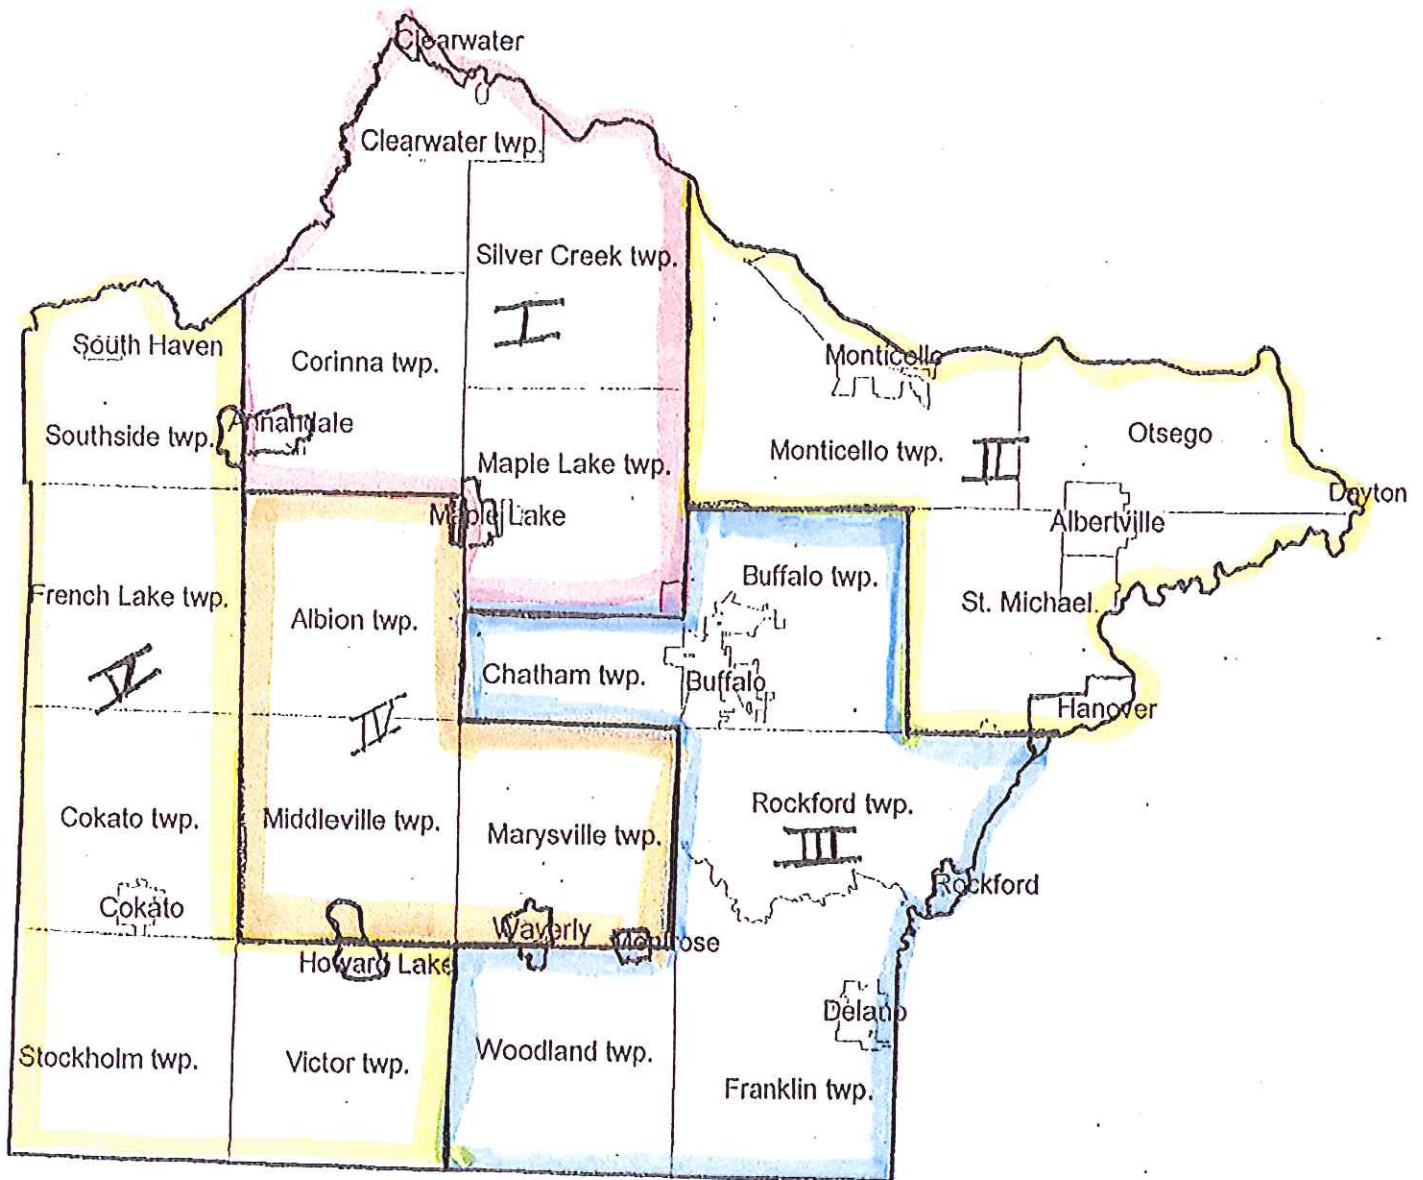 Clearwater
Clearwater twp.
Silver Creek twp.
I
South Haven
Corinna twp.
Monticello
Annandale
Southside twp.
Otsego
Maple Lake twp.
Monticello twp.
II
Dayton
Maple Lake
Albertville
Buffalo twp.
French Lake twp.
St. Michael
Albion twp.
Chatham twp.
Buffalo
V
Hanover
IV
Rockford twp.
Cokato twp.
Middleville twp.
Marysville twp.
III
Rockford
Cokato
Waverly
Montrose
Howard Lake
Delano
Stockholm twp.
Victor twp.
Woodland twp.
Franklin twp.